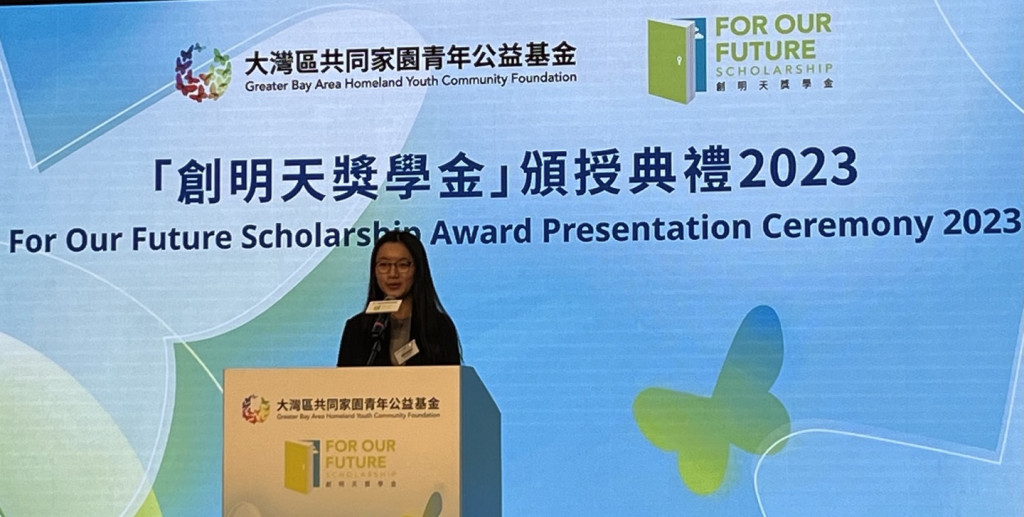 大灣區共同家園青年公益基金
Greater Bay Area Homeland Youth Community Foundation
FOR OUR
FUTURE
SCHOLARSHIP
創明天獎學金
「創明天獎學金」頒授典禮2023
For Our Future Scholarship Award Presentation Ceremony 2023
大灣區共同家園青年公益基金
Greater Bay Area Homeland Youth Community Foundation
FOR OUR
FUTURE
SCHOLARSHIP
創明天獎學金